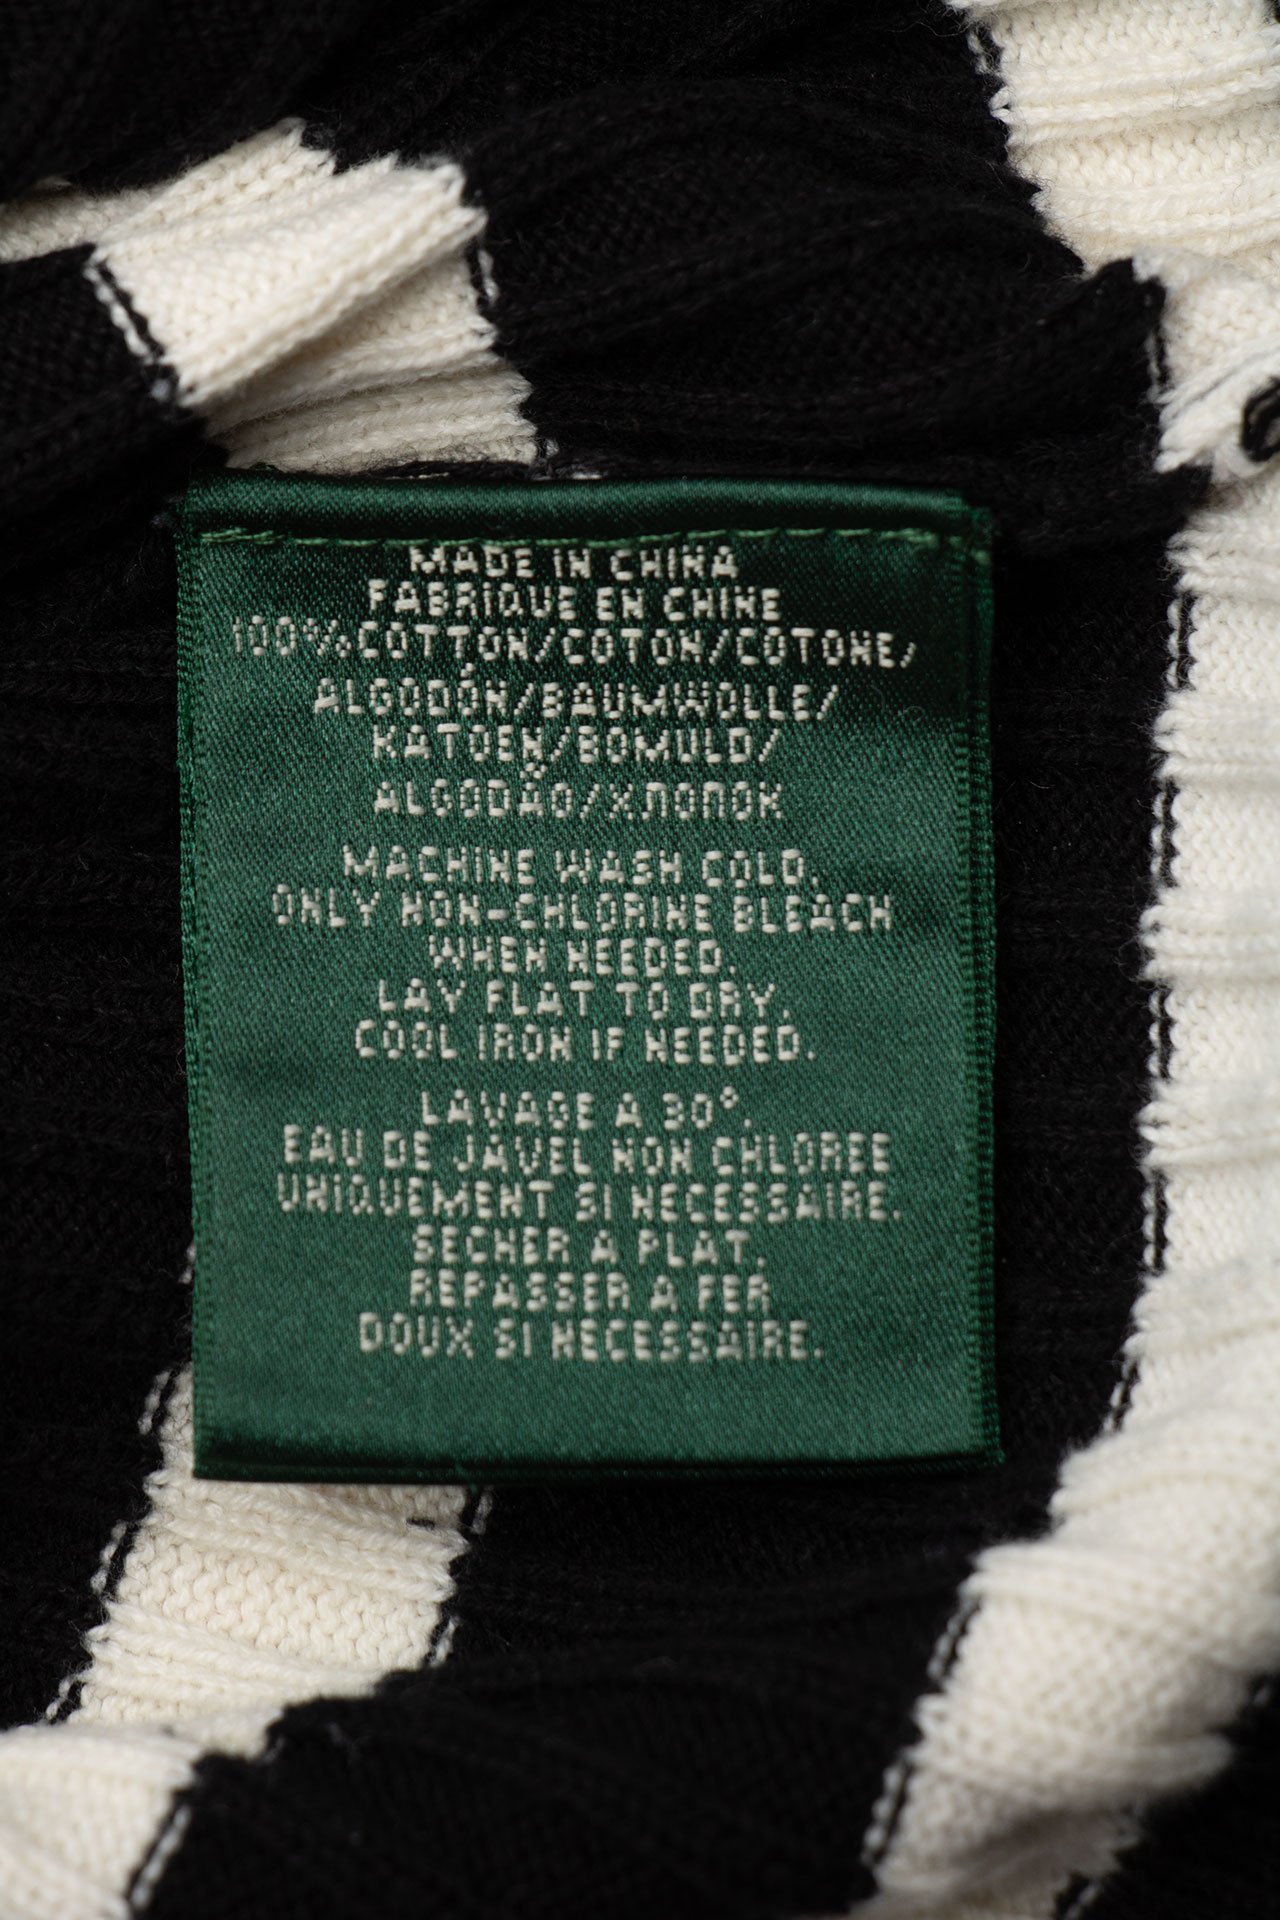 MADE IN CHINA
FABRIQUE EN CHINE
100%COTTON/COTON/COTONE/
ALGODÓN/BAUMWOLLE/
KATOEN/BOMULD/
ALGODÃO/ХЛОПОК
MACHINE WASH COLD.
ONLY NON-CHLORINE BLEACH
WHEN NEEDED.
LAY FLAT TO DRY.
COOL IRON IF NEEDED.
LAVAGE A 30°.
EAU DE JAVEL NON CHLOREE
UNIQUEMENT SI NECESSAIRE.
SECHER A PLAT.
REPASSER A FER
DOUX SI NECESSAIRE.